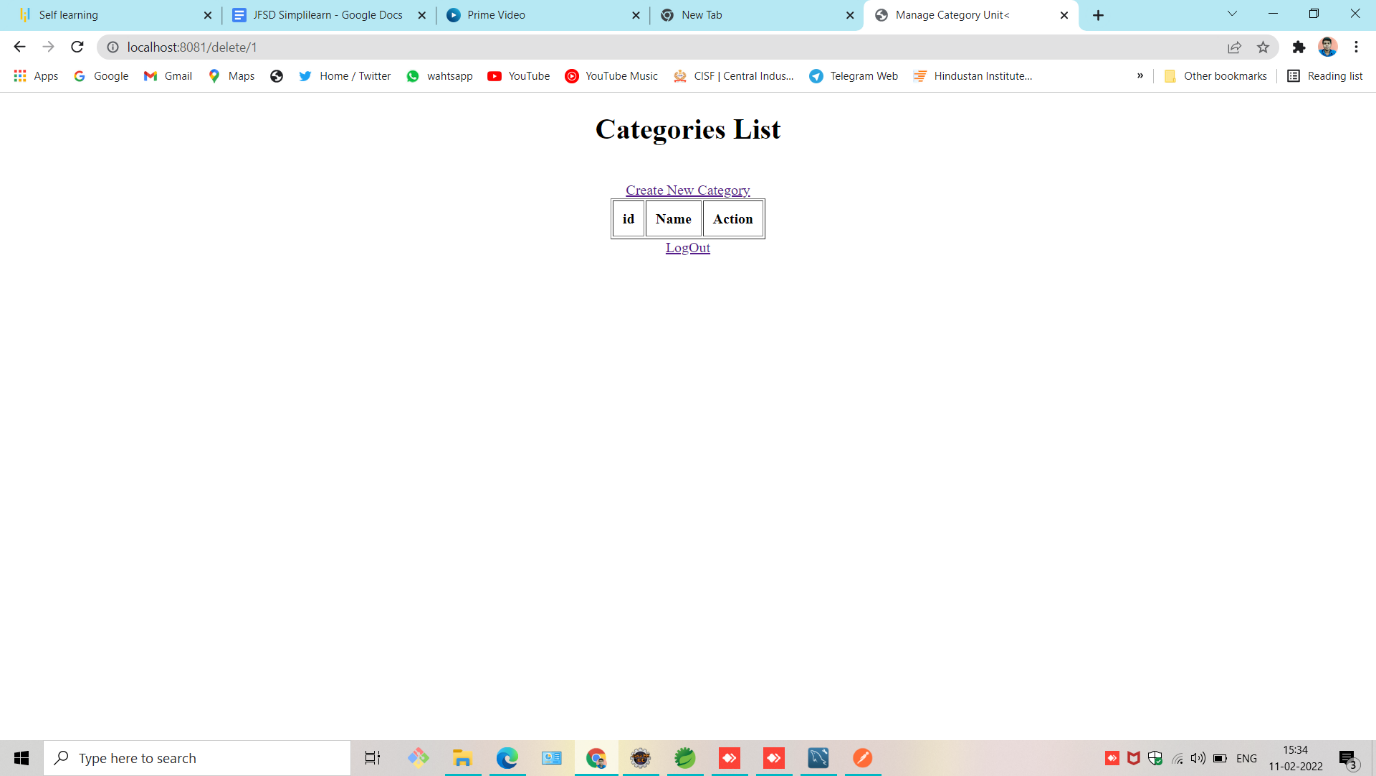 Self learning
JFSD Simplilearn - Google Docs
Prime Video
New Tab
Manage Category Unit<
localhost:8081/delete/1
Apps
Google
Gmail
Maps
Home / Twitter
wahtsapp
YouTube
YouTube Music
CISF | Central Indus...
Telegram Web
Hindustan Institute...
»
Other bookmarks
Reading list
Categories List
Create New Category
id Name Action
LogOut
Type here to search
ENG
15:34
11-02-2022
3